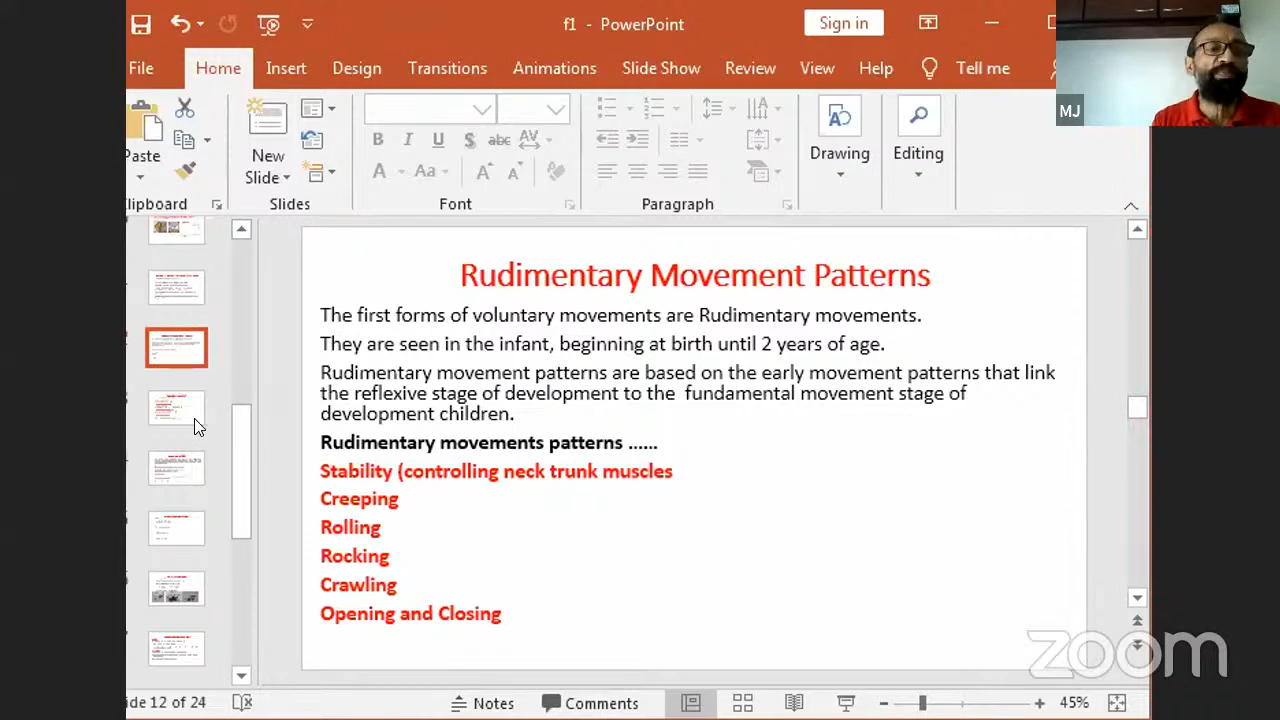 f1 - PowerPoint
Sign in
File Home Insert Design Transitions Animations Slide Show Review View Help Tell me
MJ
Paste
New
Slide
Drawing
Editing
B I U S abc AV
A Aa A A
lipboard Slides Font Paragraph
Rudimentary Movement Patterns
The first forms of voluntary movements are Rudimentary movements.
They are seen in the infant, beginning at birth until 2 years of age.
Rudimentary movement patterns are based on the early movement patterns that link
the reflexive stage of development to the fundamental movement stage of
development children.
Rudimentary movements patterns ......
Stability (controlling neck trunk muscles
Creeping
Rolling
Rocking
Crawling
Opening and Closing
zoom
ide 12 of 24 Notes Comments 45%